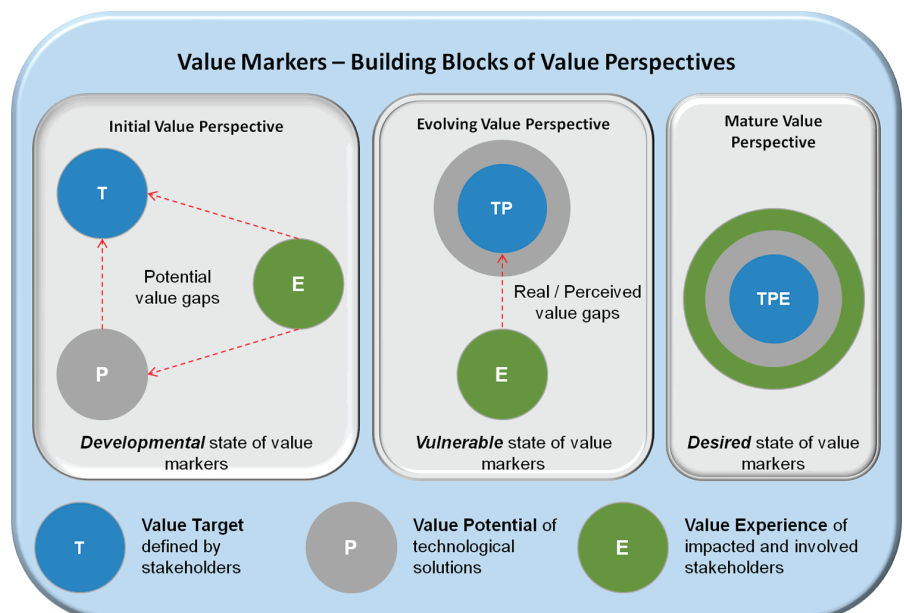 Value Markers – Building Blocks of Value Perspectives
Initial Value Perspective
T
E
P
Potential
value gaps
Developmental state of value
markers
Evolving Value Perspective
TP
Real / Perceived
value gaps
E
Vulnerable state of value
markers
Mature Value
Perspective
TPE
Desired state of value
markers
T
Value Target
defined by
stakeholders
P
Value Potential of
technological
solutions
E
Value Experience of
impacted and involved
stakeholders